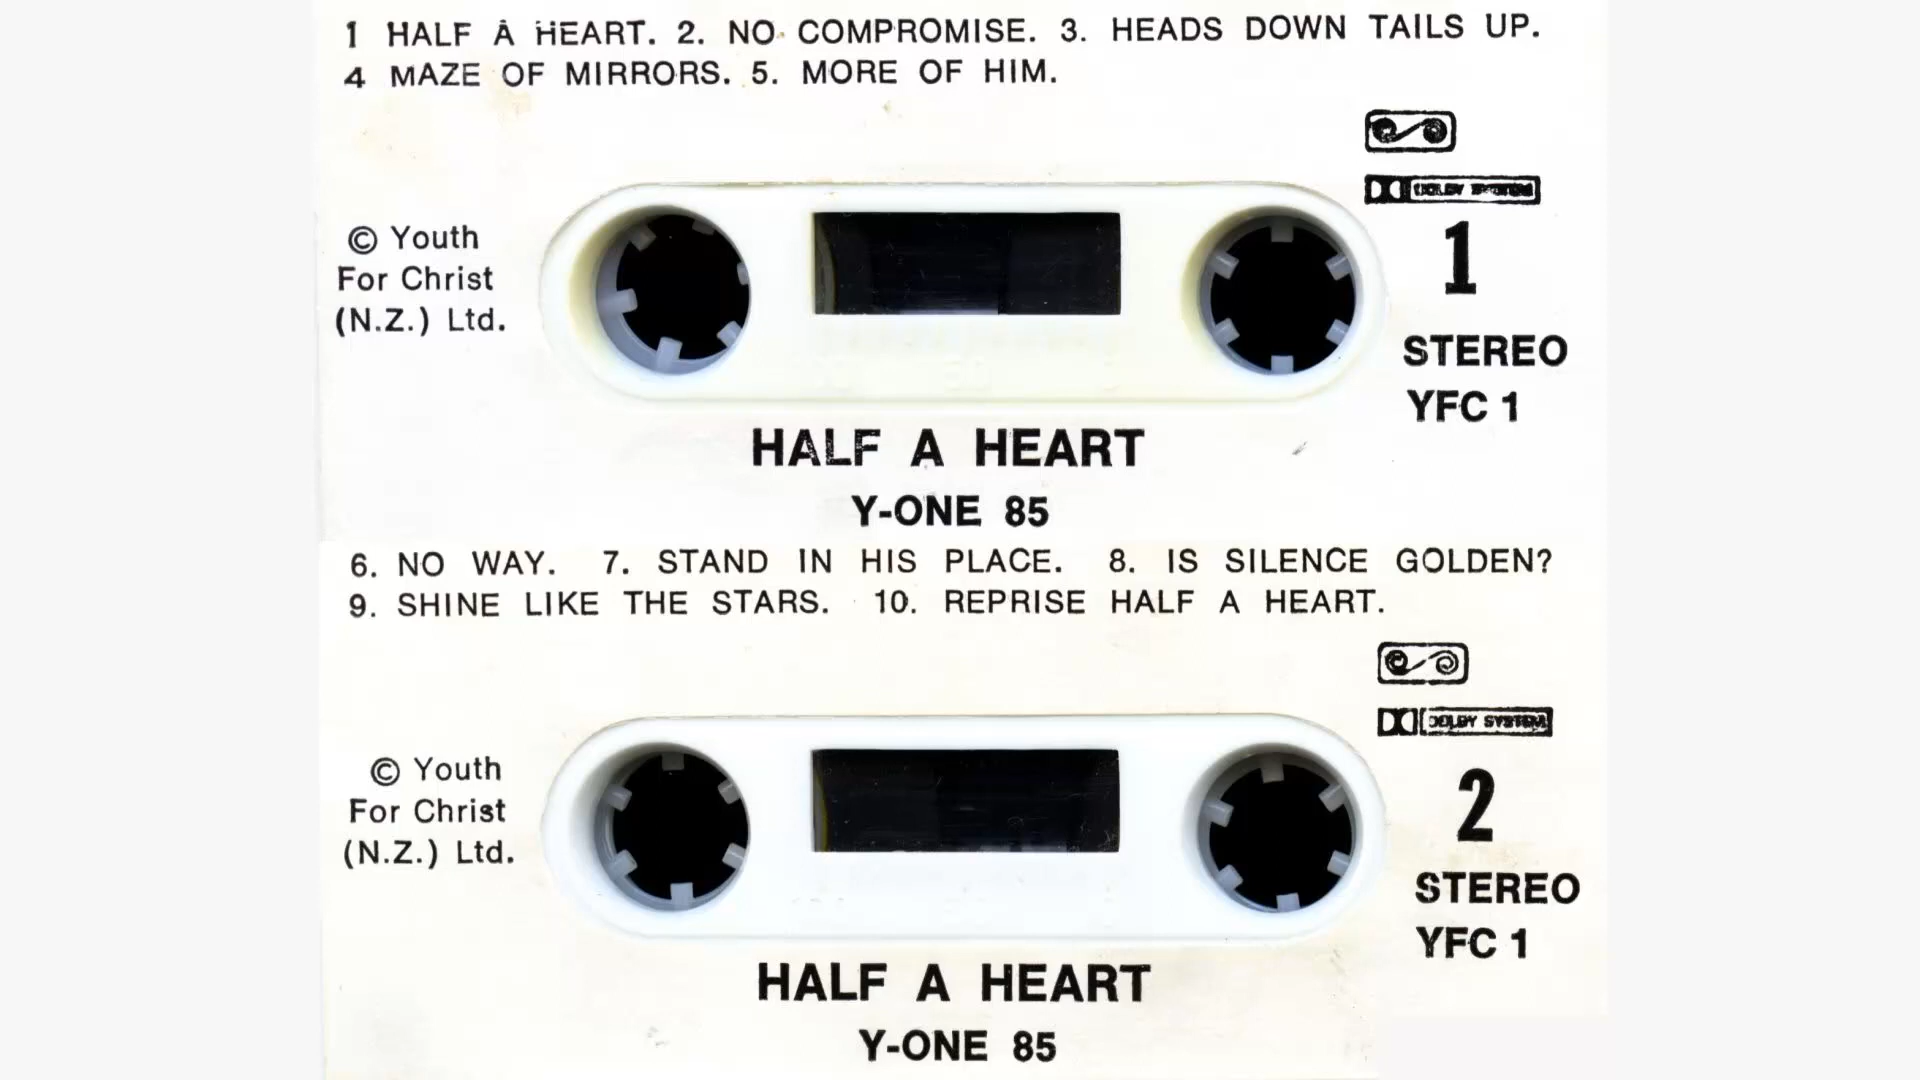 1 HALF A HEART. 2. NO COMPROMISE. 3. HEADS DOWN TAILS UP.
4 MAZE OF MIRRORS. 5. MORE OF HIM.
DOLBY SYSTEM
© Youth
For Christ
(N.Z.) Ltd.
1
STEREO
YFC 1
HALF A HEART
Y-ONE 85
6. NO WAY. 7. STAND IN HIS PLACE. 8. IS SILENCE GOLDEN?
9. SHINE LIKE THE STARS. 10. REPRISE HALF A HEART.
DOLBY SYSTEM
© Youth
For Christ
(N.Z.) Ltd.
2
STEREO
YFC 1
HALF A HEART
Y-ONE 85